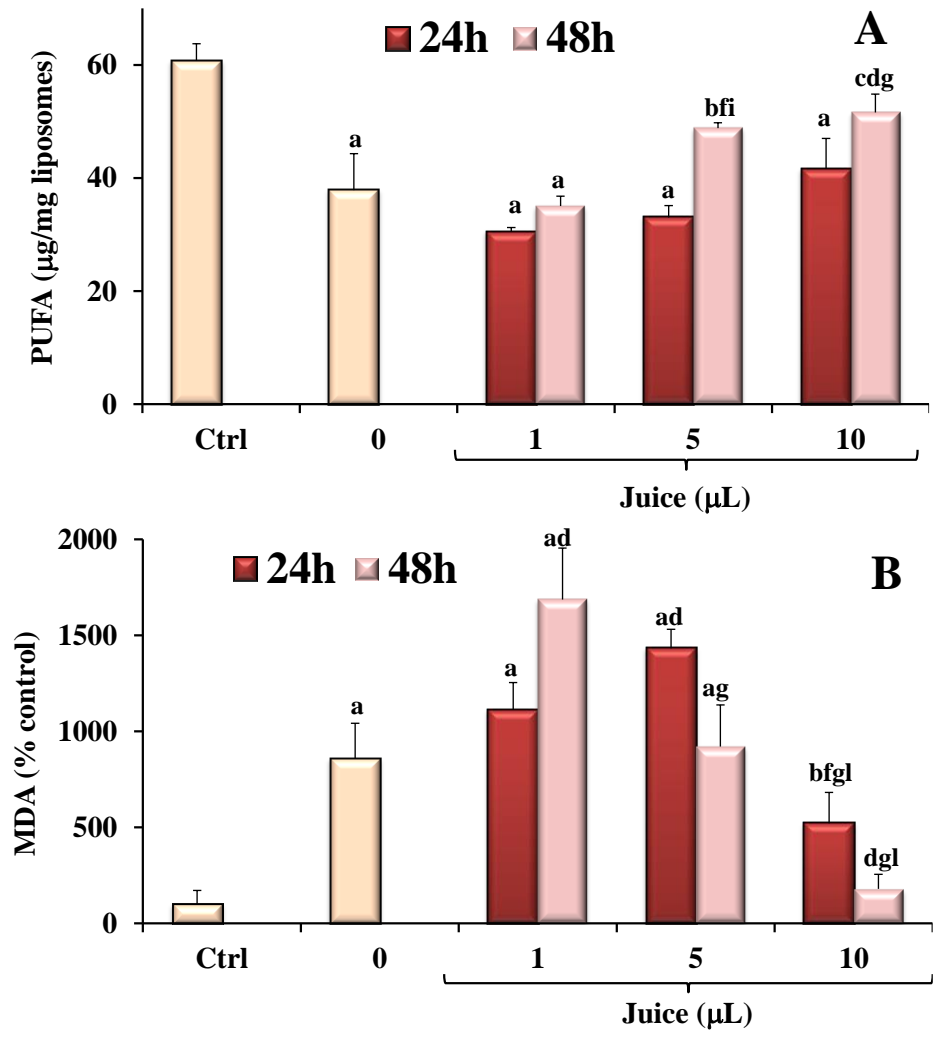 24h 48h
A
PUFA (μg/mg liposomes)
60
40
20
0
a
a
a
a
bfi
a
cdg
Ctrl 0 1 5 10
Juice (μL)
24h 48h
B
MDA (% control)
2000
1500
1000
500
0
a
a
ad
ad
ag
bfgl
dgl
Ctrl 0 1 5 10
Juice (μL)